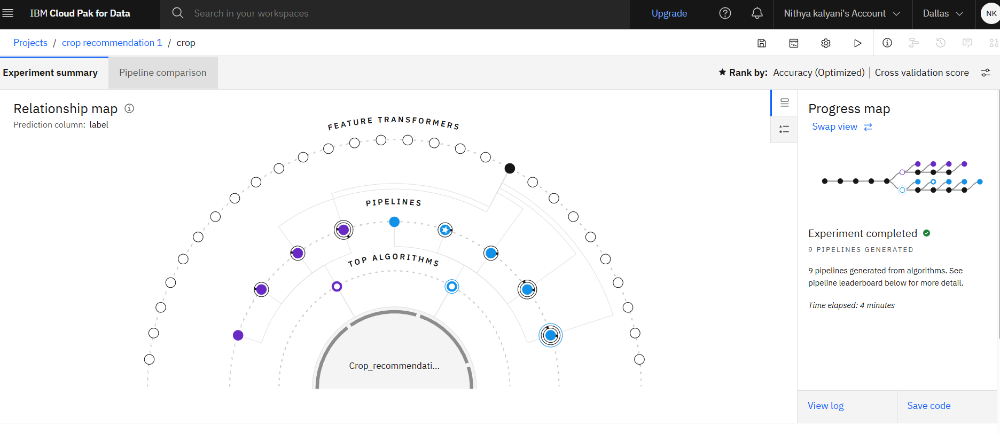 IBM Cloud Pak for Data
Search in your workspaces
Upgrade
Nithya kalyani's Account
Dallas
NK
Projects / crop recommendation 1 / crop
Experiment summary
Pipeline comparison
Rank by: Accuracy (Optimized) | Cross validation score
Relationship map
Prediction column: label
FEATURE TRANSFORMERS
PIPELINES
TOP ALGORITHMS
Crop_recommendati...
Progress map
Swap view
Experiment completed
9 PIPELINES GENERATED
9 pipelines generated from algorithms. See
pipeline leaderboard below for more detail.
Time elapsed: 4 minutes
View log
Save code